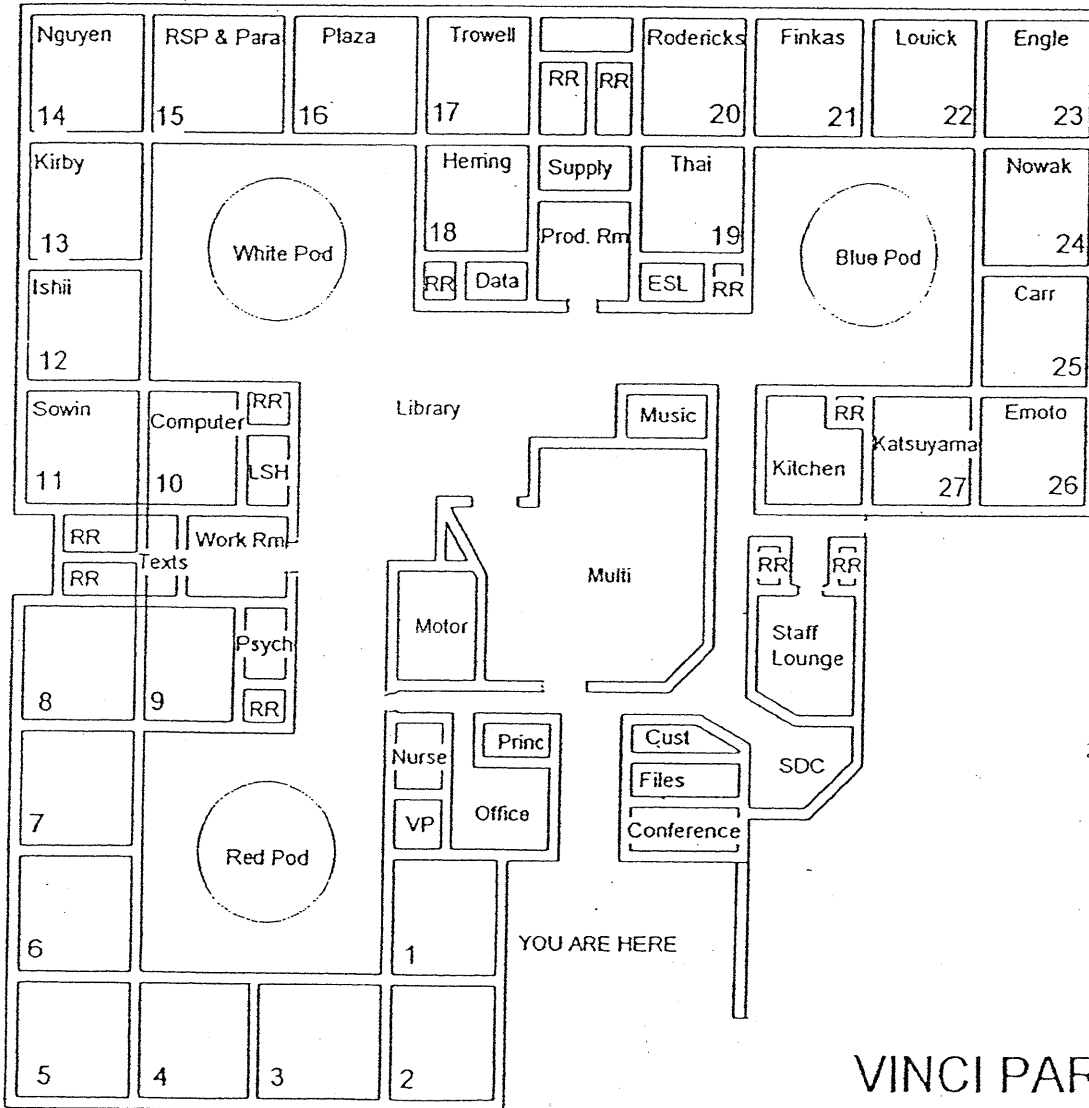 Nguyen
RSP & Para
Plaza
Trowell
Rodericks
Finkas
Louick
Engle
RR
RR
14
15
16
17
20
21
22
23
Kirby
Herring
Supply
Thai
Nowak
13
White Pod
18
Prod. Rm
19
Blue Pod
24
Ishii
RR
Data
ESL
RR
Carr
12
25
Sowin
Computer
RR
Library
Music
RR
Katsuyama
Emoto
11
10
LSH
Kitchen
27
26
RR
Work Rm
Texts
RR
Multi
RR
RR
Motor
Staff
Lounge
8
9
Psych
RR
Nurse
Princ
Cust
SDC
7
Files
VP
Office
Conference
Red Pod
6
1
YOU ARE HERE
5
4
3
2
VINCI PAR